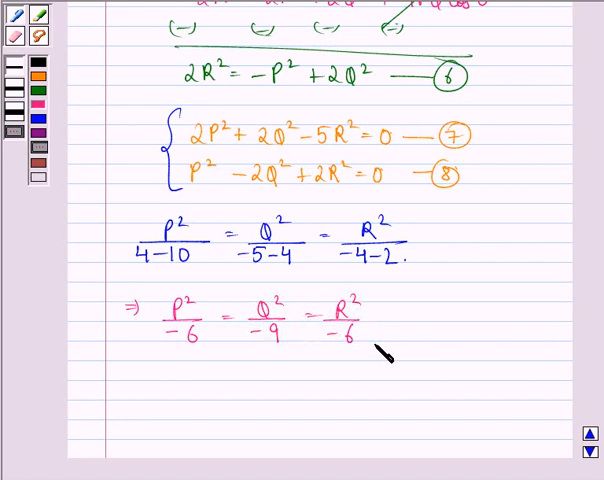 2R² = -P² + 2Q² — 6
2P² + 2Q² - 5R² = 0 — 7
P² - 2Q² + 2R² = 0 — 8
P²/4-10 = Q²/-5-4 = R²/-4-2.
⇒ P²/-6 = Q²/-9 = R²/-6